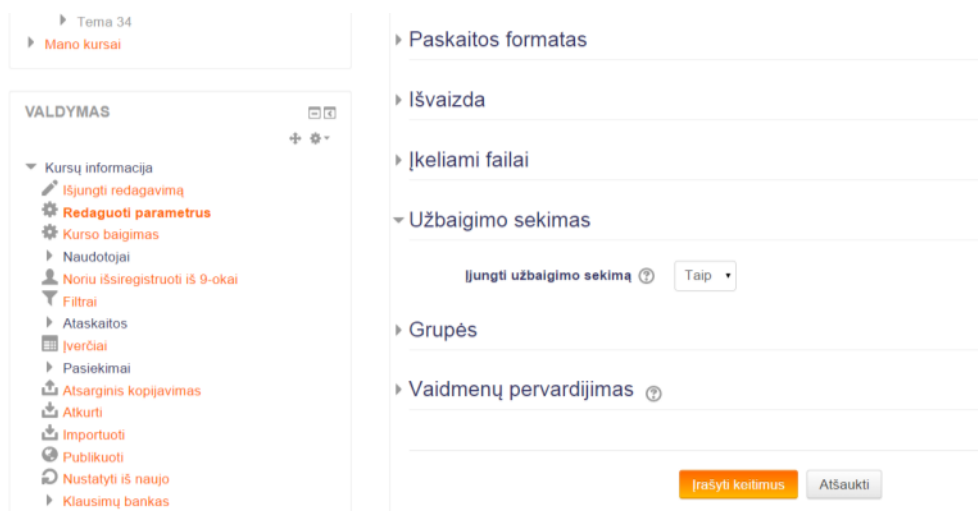 Tema 34
Mano kursai
VALDYMAS
Kursų informacija
Išjungti redagavimą
Redaguoti parametrus
Kurso baigimas
Naudotojai
Noriu išsiregistruoti iš 9-okai
Filtrai
Ataskaitos
Įverčiai
Pasiekimai
Atsarginis kopijavimas
Atkurti
Importuoti
Publikuoti
Nustatyti iš naujo
Klausimų bankas
Paskaitos formatas
Išvaizda
Įkeliami failai
Užbaigimo sekimas
Įjungti užbaigimo sekimą ? Taip
Grupės
Vaidmenų pervardijimas ?
Įrašyti koitimus Atšaukti